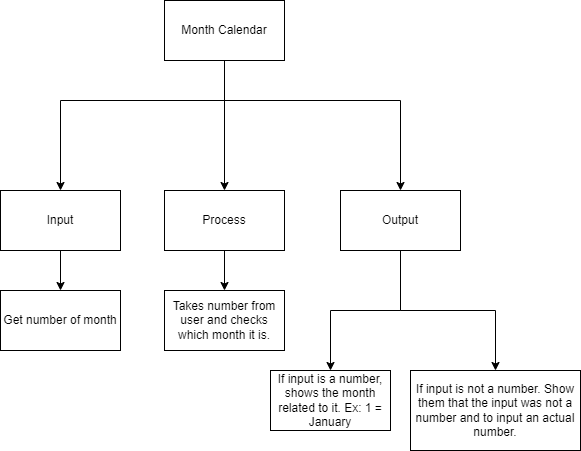 Month Calendar
Input
Process
Output
Get number of month
Takes number from
user and checks
which month it is.
If input is a number,
shows the month
related to it. Ex: 1 =
January
If input is not a number. Show
them that the input was not a
number and to input an actual
number.